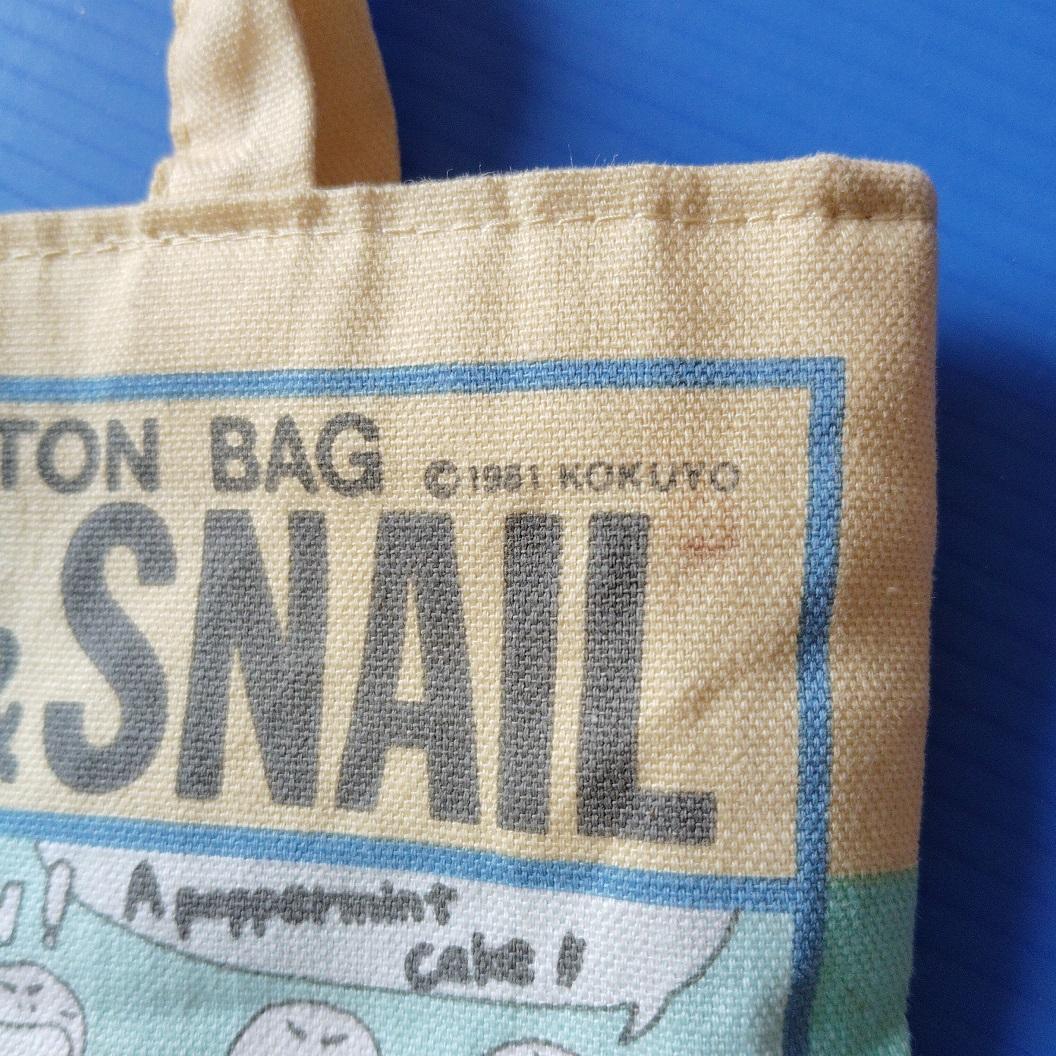 TON BAG ©1981 KOKUYO
& SNAIL
A peppermint
cake!!